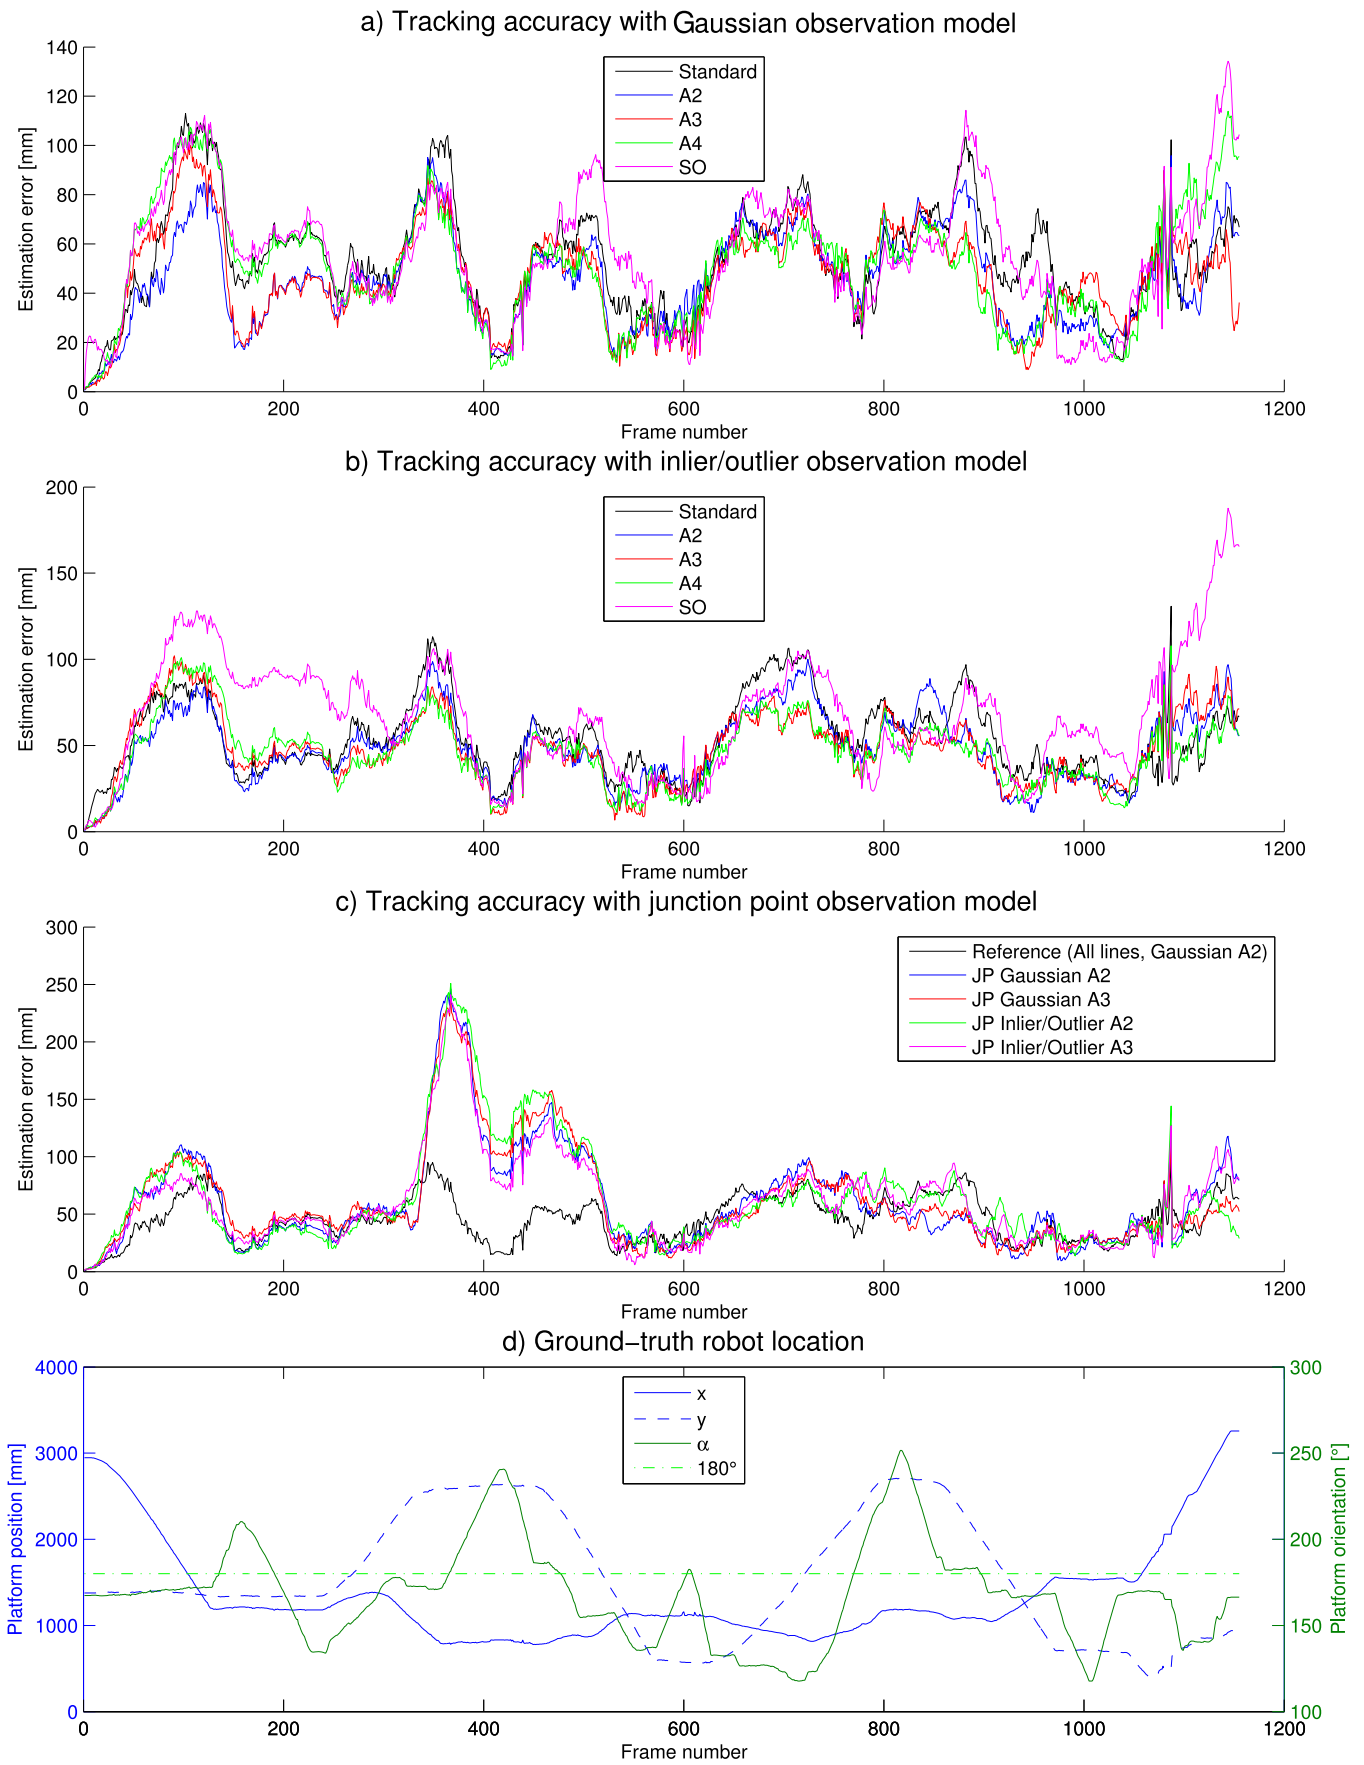 a) Tracking accuracy with Gaussian observation model
140
120
100
80
60
40
20
0
Estimation error [mm]
Standard
A2
A3
A4
SO
0 200 400 600 800 1000 1200
Frame number
b) Tracking accuracy with inlier/outlier observation model
200
150
100
50
0
Estimation error [mm]
Standard
A2
A3
A4
SO
0 200 400 600 800 1000 1200
Frame number
c) Tracking accuracy with junction point observation model
300
250
200
150
100
50
0
Estimation error [mm]
Reference (All lines, Gaussian A2)
JP Gaussian A2
JP Gaussian A3
JP Inlier/Outlier A2
JP Inlier/Outlier A3
0 200 400 600 800 1000 1200
Frame number
d) Ground−truth robot location
4000
3000
2000
1000
0
Platform position [mm]
x
y
α
180°
300
250
200
150
100
Platform orientation [°]
0 200 400 600 800 1000 1200
Frame number